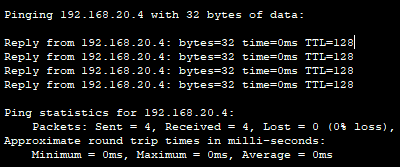 Pinging 192.168.20.4 with 32 bytes of data:
Reply from 192.168.20.4: bytes=32 time=0ms TTL=128
Reply from 192.168.20.4: bytes=32 time=0ms TTL=128
Reply from 192.168.20.4: bytes=32 time=0ms TTL=128
Reply from 192.168.20.4: bytes=32 time=0ms TTL=128
Ping statistics for 192.168.20.4:
Packets: Sent = 4, Received = 4, Lost = 0 (0% loss),
Approximate round trip times in milli-seconds:
Minimum = 0ms, Maximum = 0ms, Average = 0ms